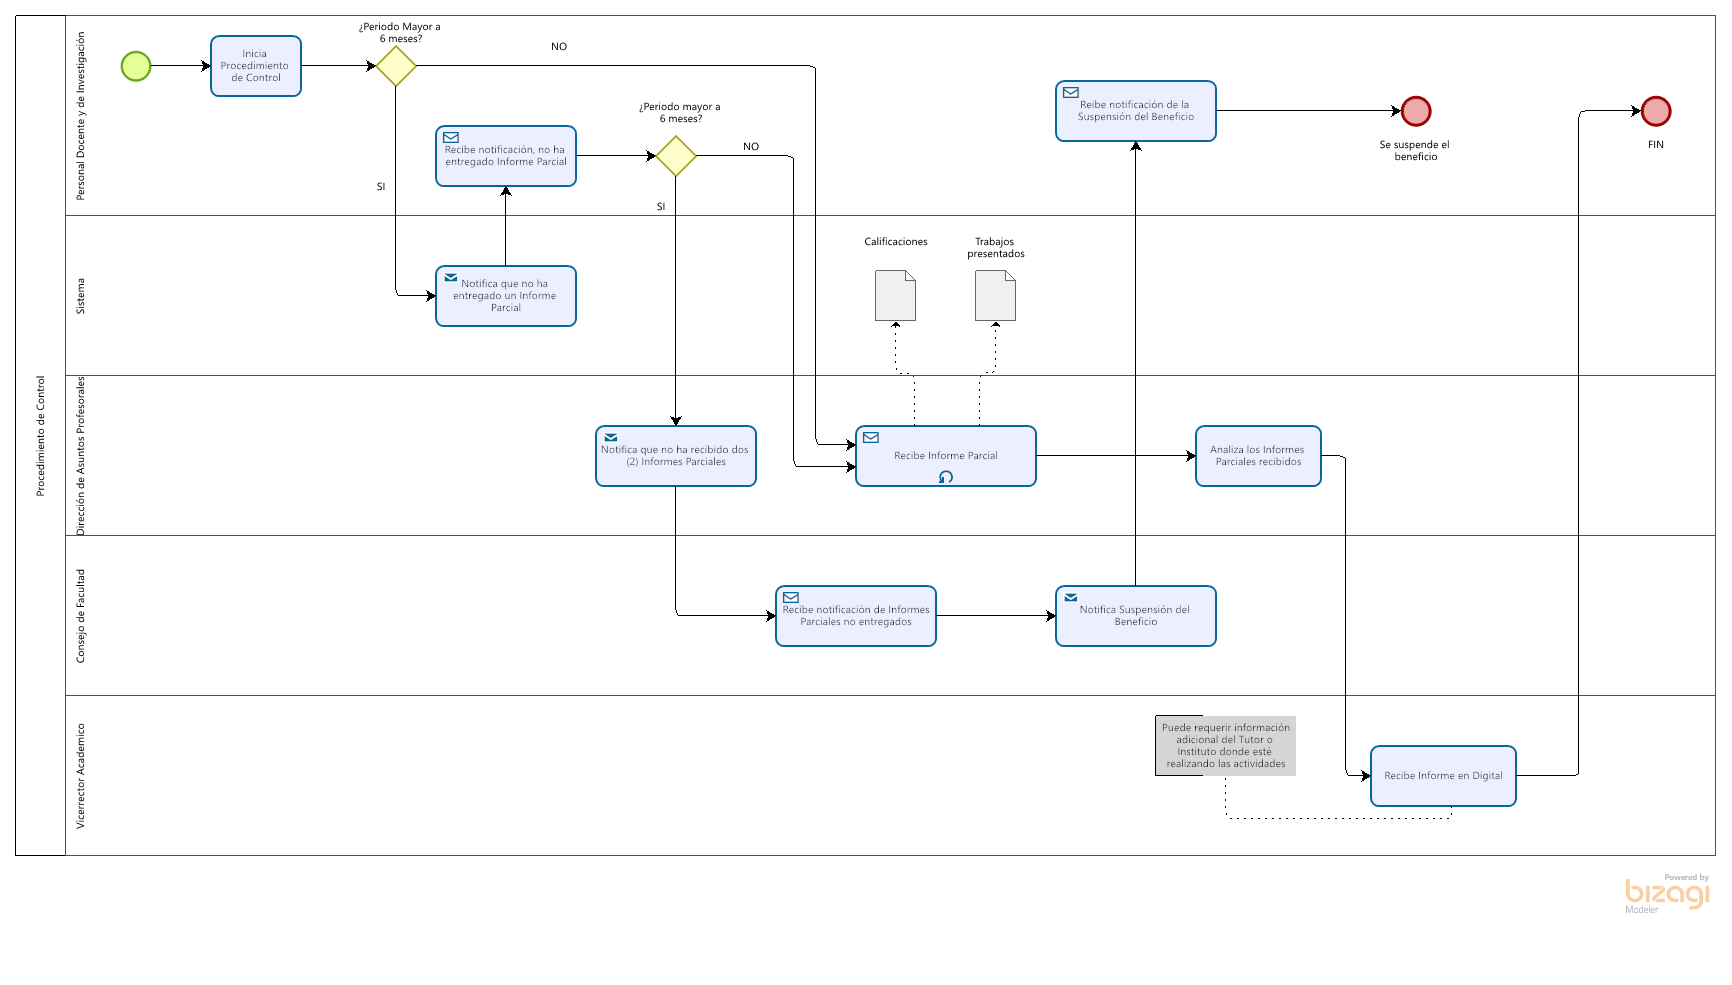 Procedimiento de Control
Personal Docente y de Investigación
Inicia
Procedimiento
de Control
¿Periodo Mayor a
6 meses?
NO
SI
Recibe notificación, no ha
entregado Informe Parcial
¿Periodo mayor a
6 meses?
NO
SI
Reibe notificación de la
Suspensión del Beneficio
Se suspende el
beneficio
FIN
Sistema
Notifica que no ha
entregado un Informe
Parcial
Calificaciones
Trabajos
presentados
Dirección de Asuntos Profesorales
Notifica que no ha recibido dos
(2) Informes Parciales
Recibe Informe Parcial
Analiza los Informes
Parciales recibidos
Consejo de Facultad
Recibe notificación de Informes
Parciales no entregados
Notifica Suspensión del
Beneficio
Vicerrector Academico
Puede requerir información
adicional del Tutor o
Instituto donde esté
realizando las actividades
Recibe Informe en Digital
Powered by
bizagi
Modeler